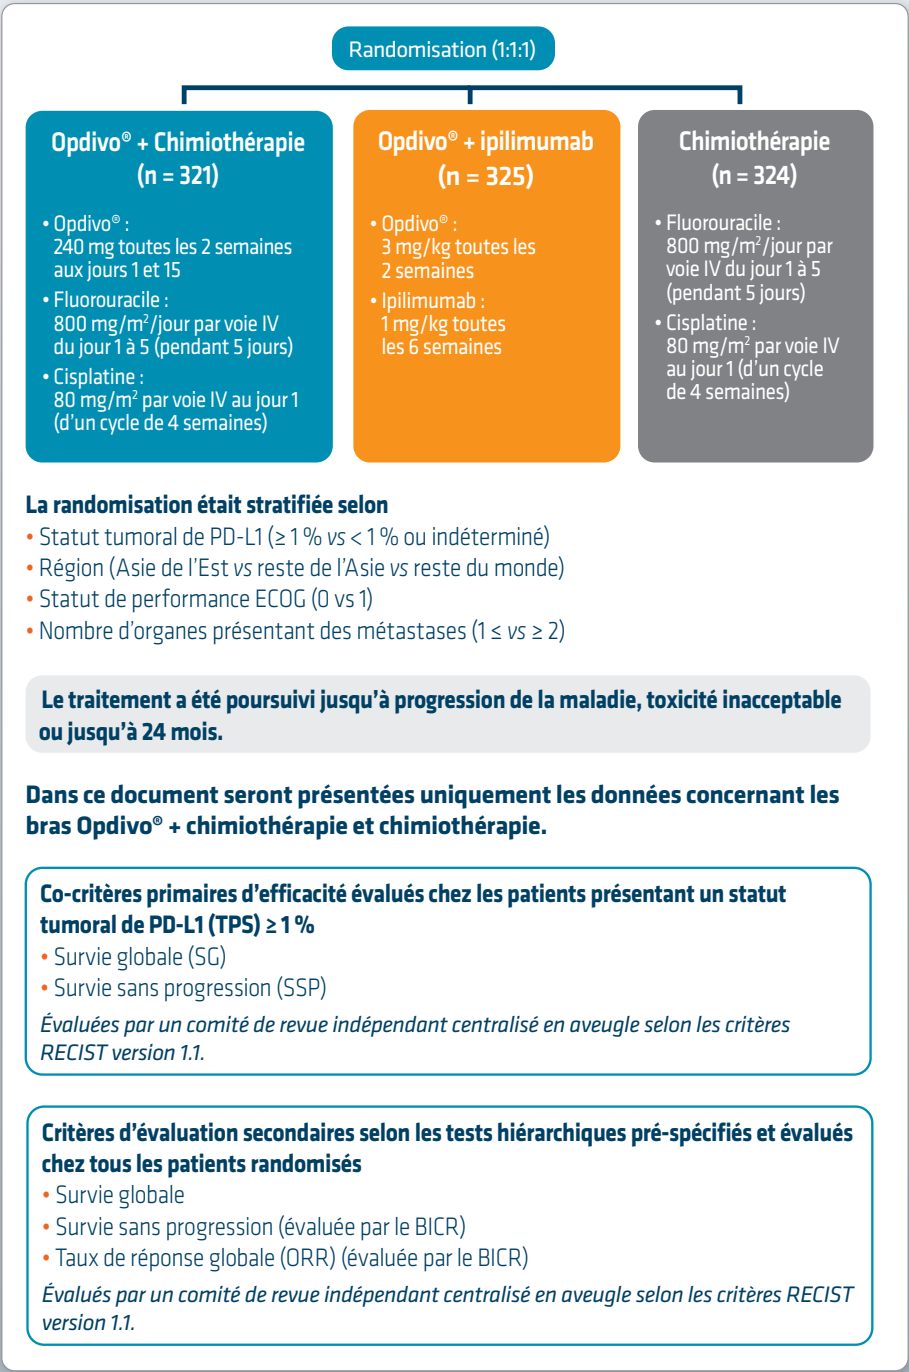 Randomisation (1:1:1)
Opdivo® + Chimiothérapie
(n = 321)
• Opdivo® :
240 mg toutes les 2 semaines
aux jours 1 et 15
• Fluorouracile :
800 mg/m²/jour par voie IV
du jour 1 à 5 (pendant 5 jours)
• Cisplatine :
80 mg/m² par voie IV au jour 1
(d’un cycle de 4 semaines)
Opdivo® + ipilimumab
(n = 325)
• Opdivo® :
3 mg/kg toutes les
2 semaines
• Ipilimumab :
1 mg/kg toutes
les 6 semaines
Chimiothérapie
(n = 324)
• Fluorouracile :
800 mg/m²/jour par
voie IV du jour 1 à 5
(pendant 5 jours)
• Cisplatine :
80 mg/m² par voie IV
au jour 1 (d’un cycle
de 4 semaines)
La randomisation était stratifiée selon
• Statut tumoral de PD-L1 (≥ 1 % vs < 1 % ou indéterminé)
• Région (Asie de l’Est vs reste de l’Asie vs reste du monde)
• Statut de performance ECOG (0 vs 1)
• Nombre d’organes présentant des métastases (1 ≤ vs ≥ 2)
Le traitement a été poursuivi jusqu’à progression de la maladie, toxicité inacceptable
ou jusqu’à 24 mois.
Dans ce document seront présentées uniquement les données concernant les
bras Opdivo® + chimiothérapie et chimiothérapie.
Co-critères primaires d’efficacité évalués chez les patients présentant un statut
tumoral de PD-L1 (TPS) ≥ 1 %
• Survie globale (SG)
• Survie sans progression (SSP)
Évaluées par un comité de revue indépendant centralisé en aveugle selon les critères
RECIST version 1.1.
Critères d’évaluation secondaires selon les tests hiérarchiques pré-spécifiés et évalués
chez tous les patients randomisés
• Survie globale
• Survie sans progression (évaluée par le BICR)
• Taux de réponse globale (ORR) (évaluée par le BICR)
Évalués par un comité de revue indépendant centralisé en aveugle selon les critères RECIST
version 1.1.